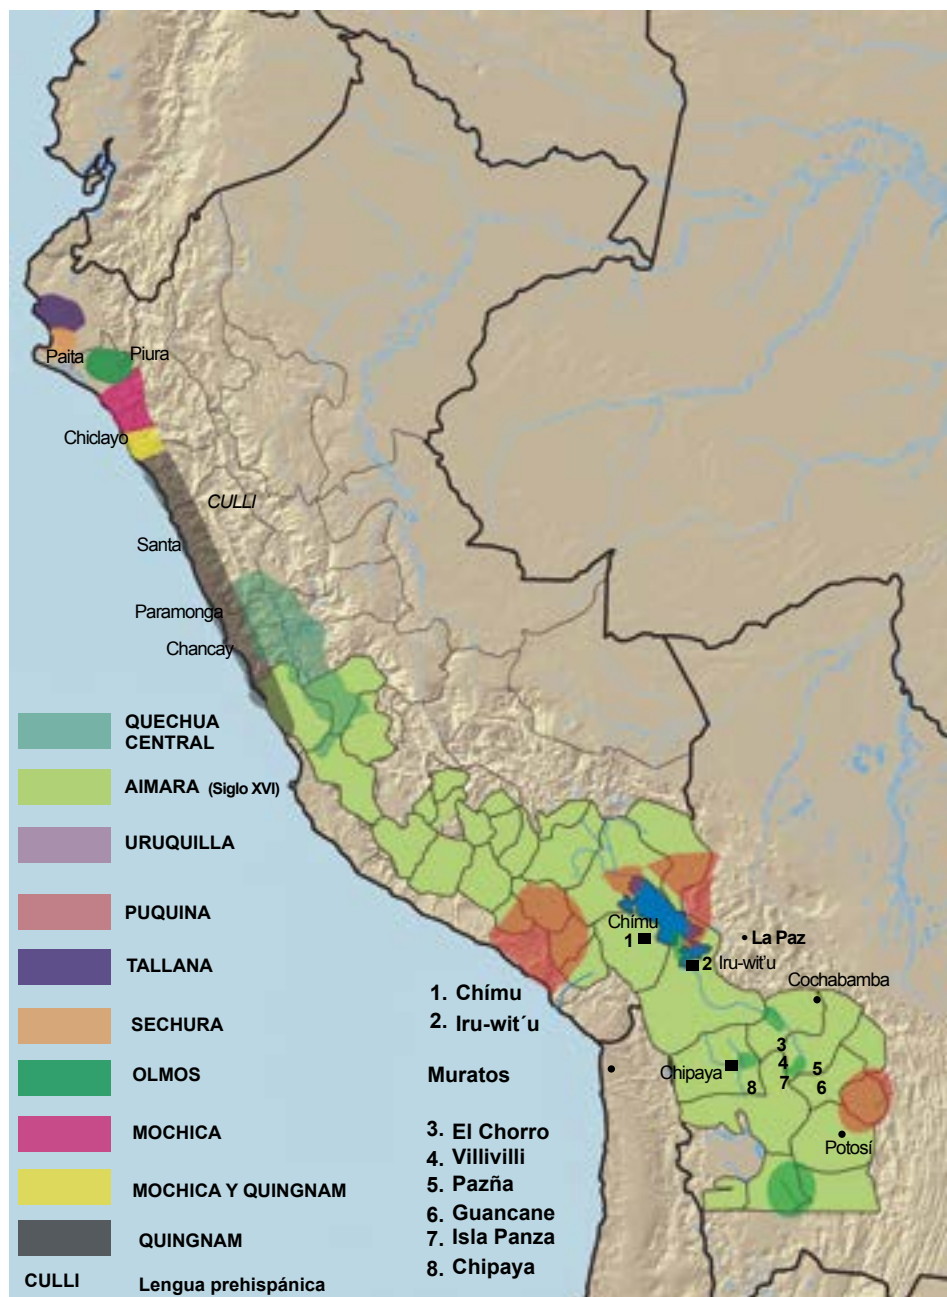 Paita
Piura
Chiclayo
CULLI
Santa
Paramonga
Chancay
QUECHUA
CENTRAL
AIMARA (Siglo XVI)
URUQUILLA
PUQUINA
TALLANA
SECHURA
OLMOS
MOCHICA
MOCHICA Y QUINGNAM
QUINGNAM
CULLI Lengua prehispánica
1. Chímu
2. Iru-wit´u
Muratos
3. El Chorro
4. Villivilli
5. Pazña
6. Guancane
7. Isla Panza
8. Chipaya
Chímu
1
La Paz
2 Iru-wit'u
Cochabamba
3
4
5
Chipaya
7
6
8
Potosí